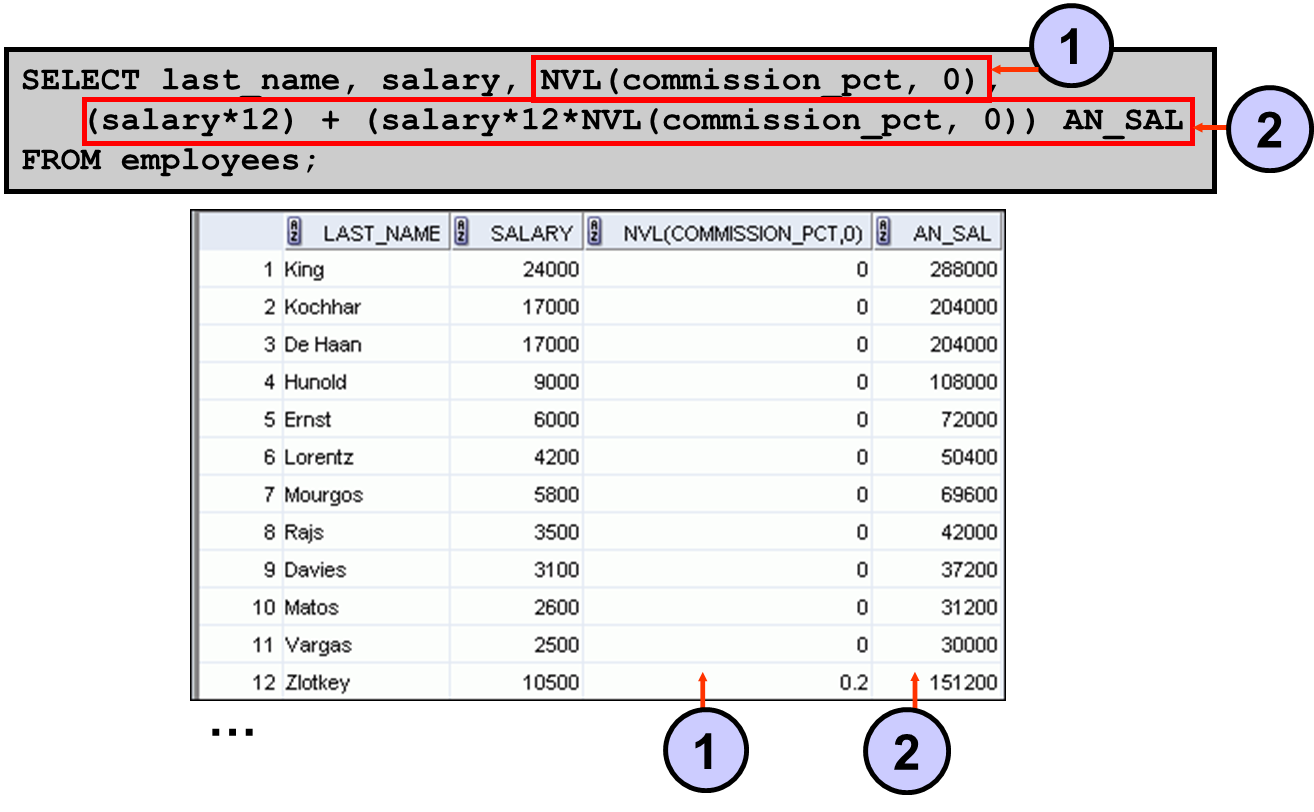 1
SELECT last_name, salary, NVL(commission_pct, 0),
(salary*12) + (salary*12*NVL(commission_pct, 0)) AN_SAL
2
FROM employees;
LAST_NAME SALARY NVL(COMMISSION_PCT,0) AN_SAL
1 King 24000 0 288000
2 Kochhar 17000 0 204000
3 De Haan 17000 0 204000
4 Hunold 9000 0 108000
5 Ernst 6000 0 72000
6 Lorentz 4200 0 50400
7 Mourgos 5800 0 69600
8 Rajs 3500 0 42000
9 Davies 3100 0 37200
10 Matos 2600 0 31200
11 Vargas 2500 0 30000
12 Zlotkey 10500 0.2 151200
...
1 2